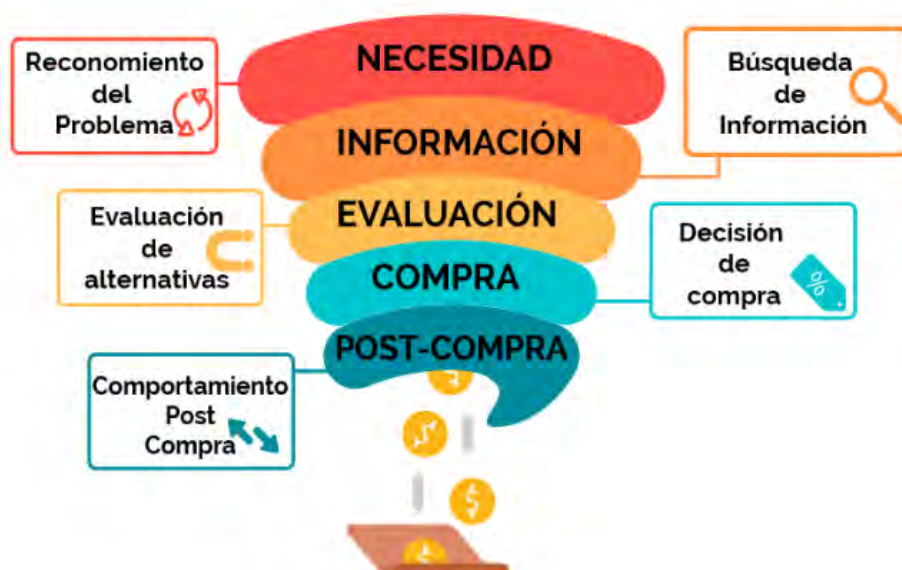 NECESIDAD
Reconomiento
del
Problema
Búsqueda
de
Información
INFORMACIÓN
EVALUACIÓN
Evaluación
de
alternativas
COMPRA
Decisión
de
compra
%
POST-COMPRA
Comportamiento
Post
Compra
$
$
$
$